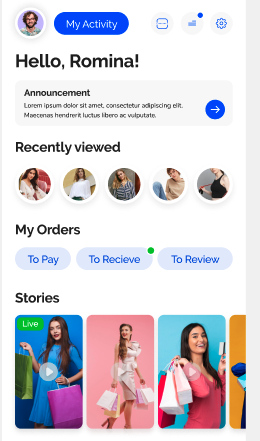 My Activity
Hello, Romina!
Announcement
Lorem ipsum dolor sit amet, consectetur adipiscing elit.
Maecenas hendrerit luctus libero ac vulputate.
Recently viewed
My Orders
To Pay To Recieve To Review
Stories
Live